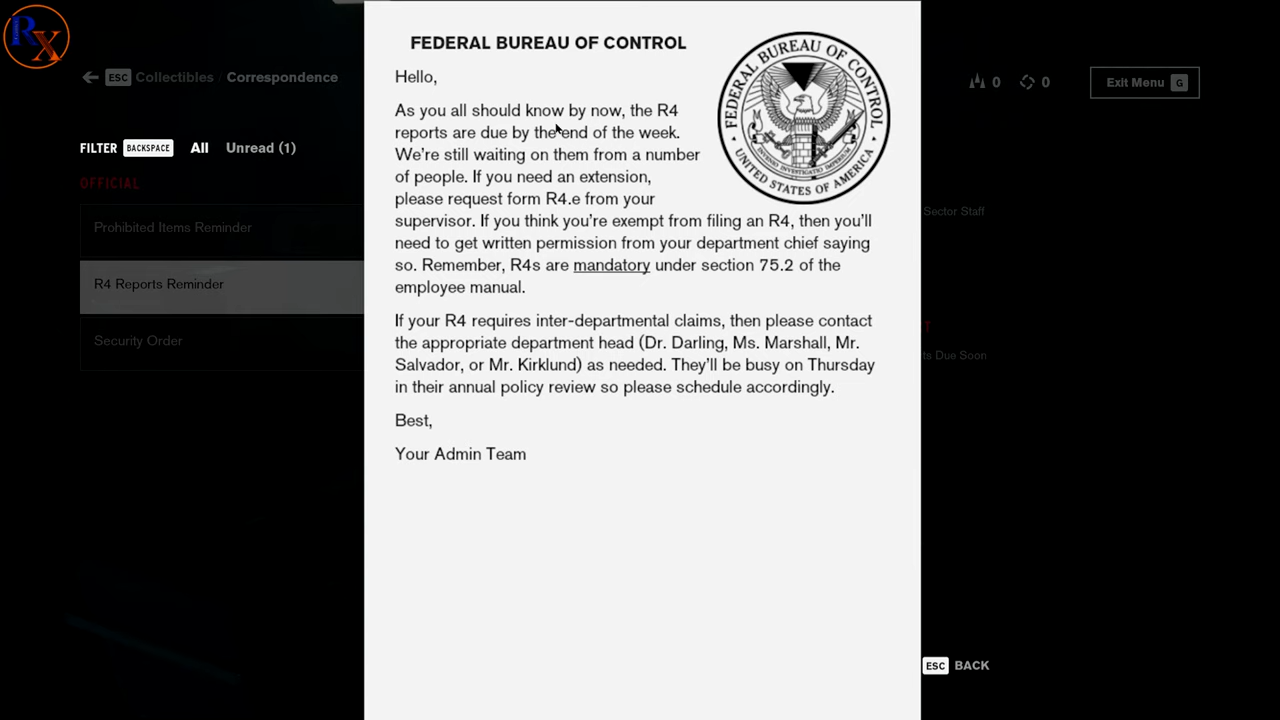 RX
ESC Collectibles / Correspondence
0 0
Exit Menu G
FILTER BACKSPACE All Unread (1)
OFFICIAL
Prohibited Items Reminder
R4 Reports Reminder
Security Order
FEDERAL BUREAU OF CONTROL
FEDERAL BUREAU OF CONTROL
UNITED STATES OF AMERICA
Hello,
As you all should know by now, the R4
reports are due by the end of the week.
We're still waiting on them from a number
of people. If you need an extension,
please request form R4.e from your
supervisor. If you think you're exempt from filing an R4, then you'll
need to get written permission from your department chief saying
so. Remember, R4s are mandatory under section 75.2 of the
employee manual.
If your R4 requires inter-departmental claims, then please contact
the appropriate department head (Dr. Darling, Ms. Marshall, Mr.
Salvador, or Mr. Kirklund) as needed. They'll be busy on Thursday
in their annual policy review so please schedule accordingly.
Best,
Your Admin Team
Sector Staff
T
ts Due Soon
ESC BACK